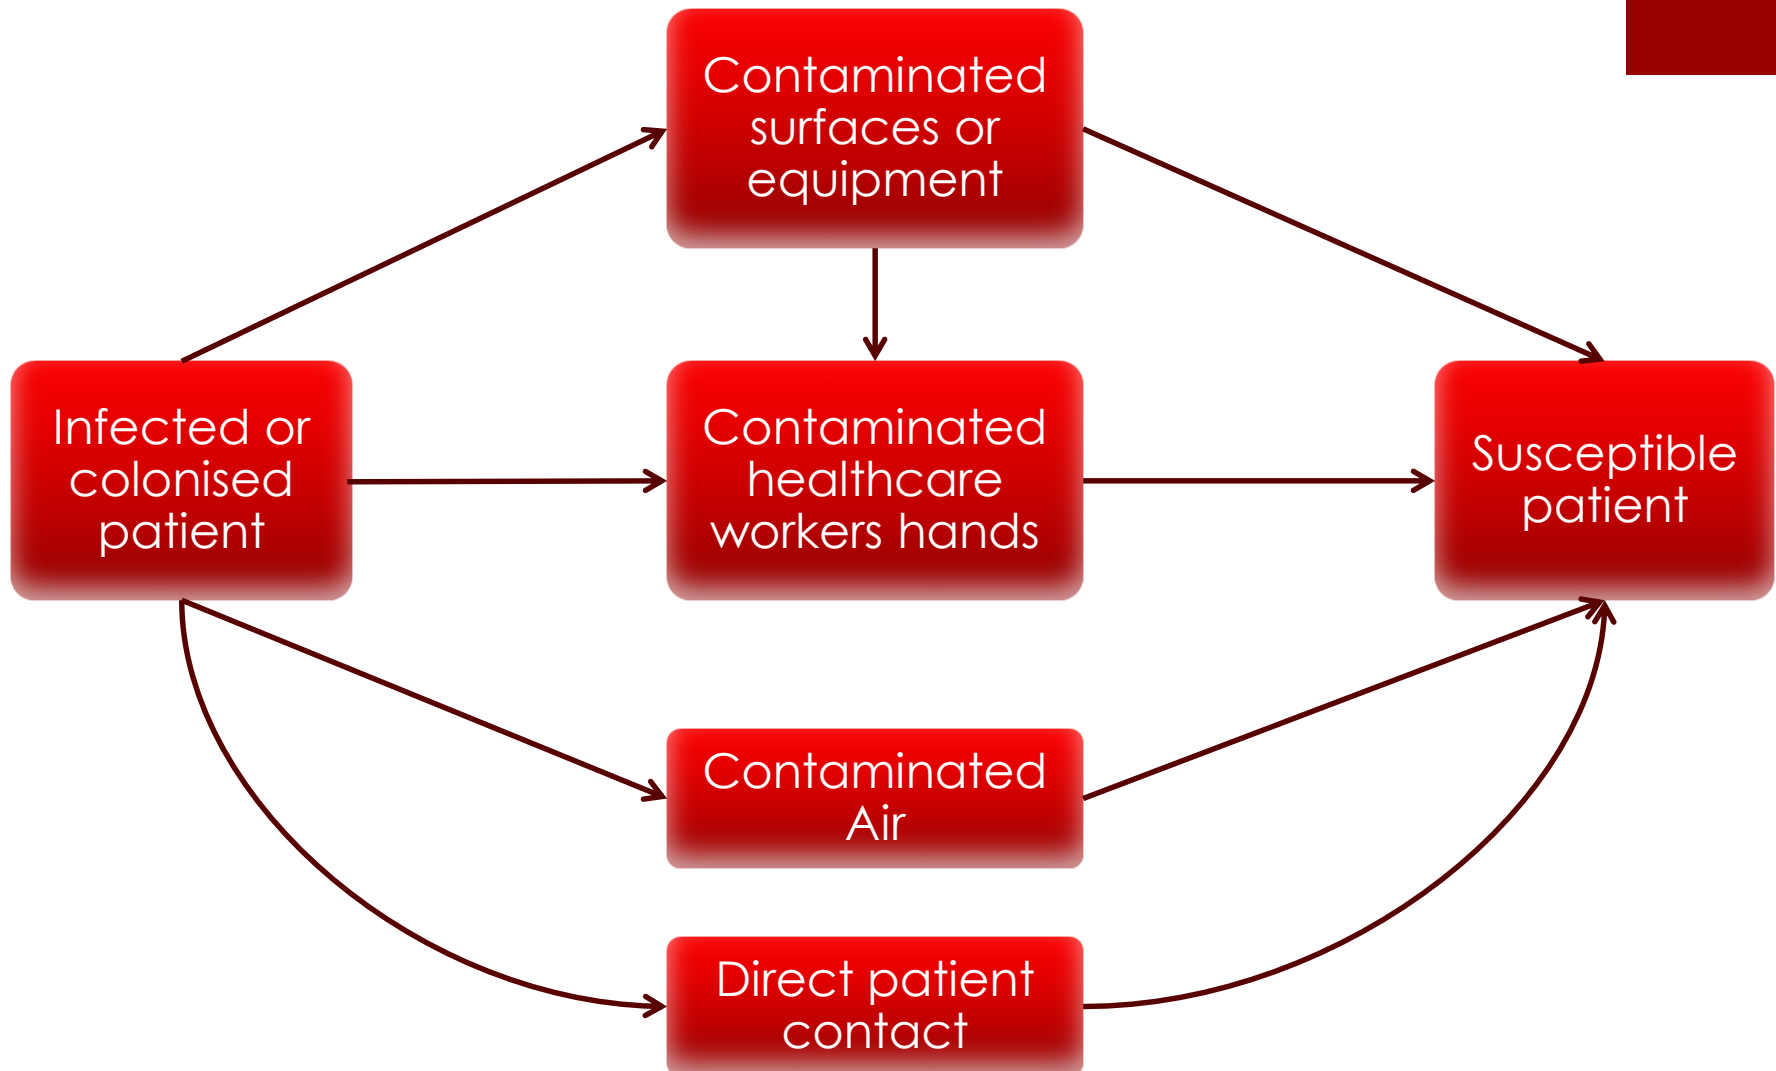 Contaminated
surfaces or
equipment
Infected or
colonised
patient
Contaminated
healthcare
workers hands
Susceptible
patient
Contaminated
Air
Direct patient
contact